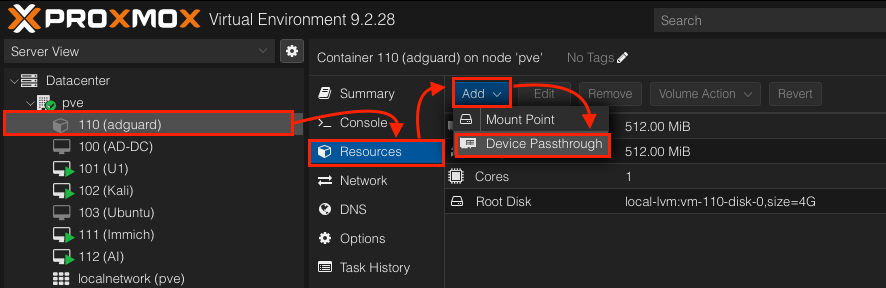 PROXMOX Virtual Environment 9.2.28 Search
Server View
Container 110 (adguard) on node 'pve' No Tags
Datacenter
pve
110 (adguard)
100 (AD-DC)
101 (U1)
102 (Kali)
103 (Ubuntu)
111 (Immich)
112 (AI)
localnetwork (pve)
Summary
Console
Resources
Network
DNS
Options
Task History
Add Edit Remove Volume Action Revert
Mount Point
Device Passthrough
512.00 MiB
512.00 MiB
Cores 1
Root Disk local-lvm:vm-110-disk-0,size=4G